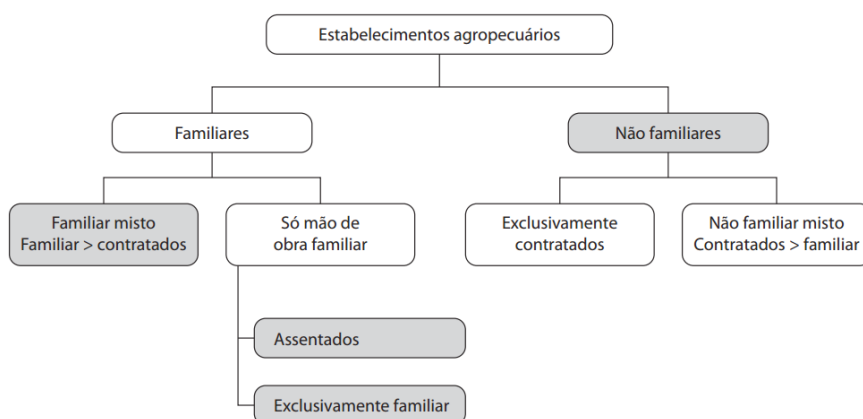 Estabelecimentos agropecuários
Familiares
Não familiares
Familiar misto
Familiar > contratados
Só mão de
obra familiar
Exclusivamente
contratados
Não familiar misto
Contratados > familiar
Assentados
Exclusivamente familiar